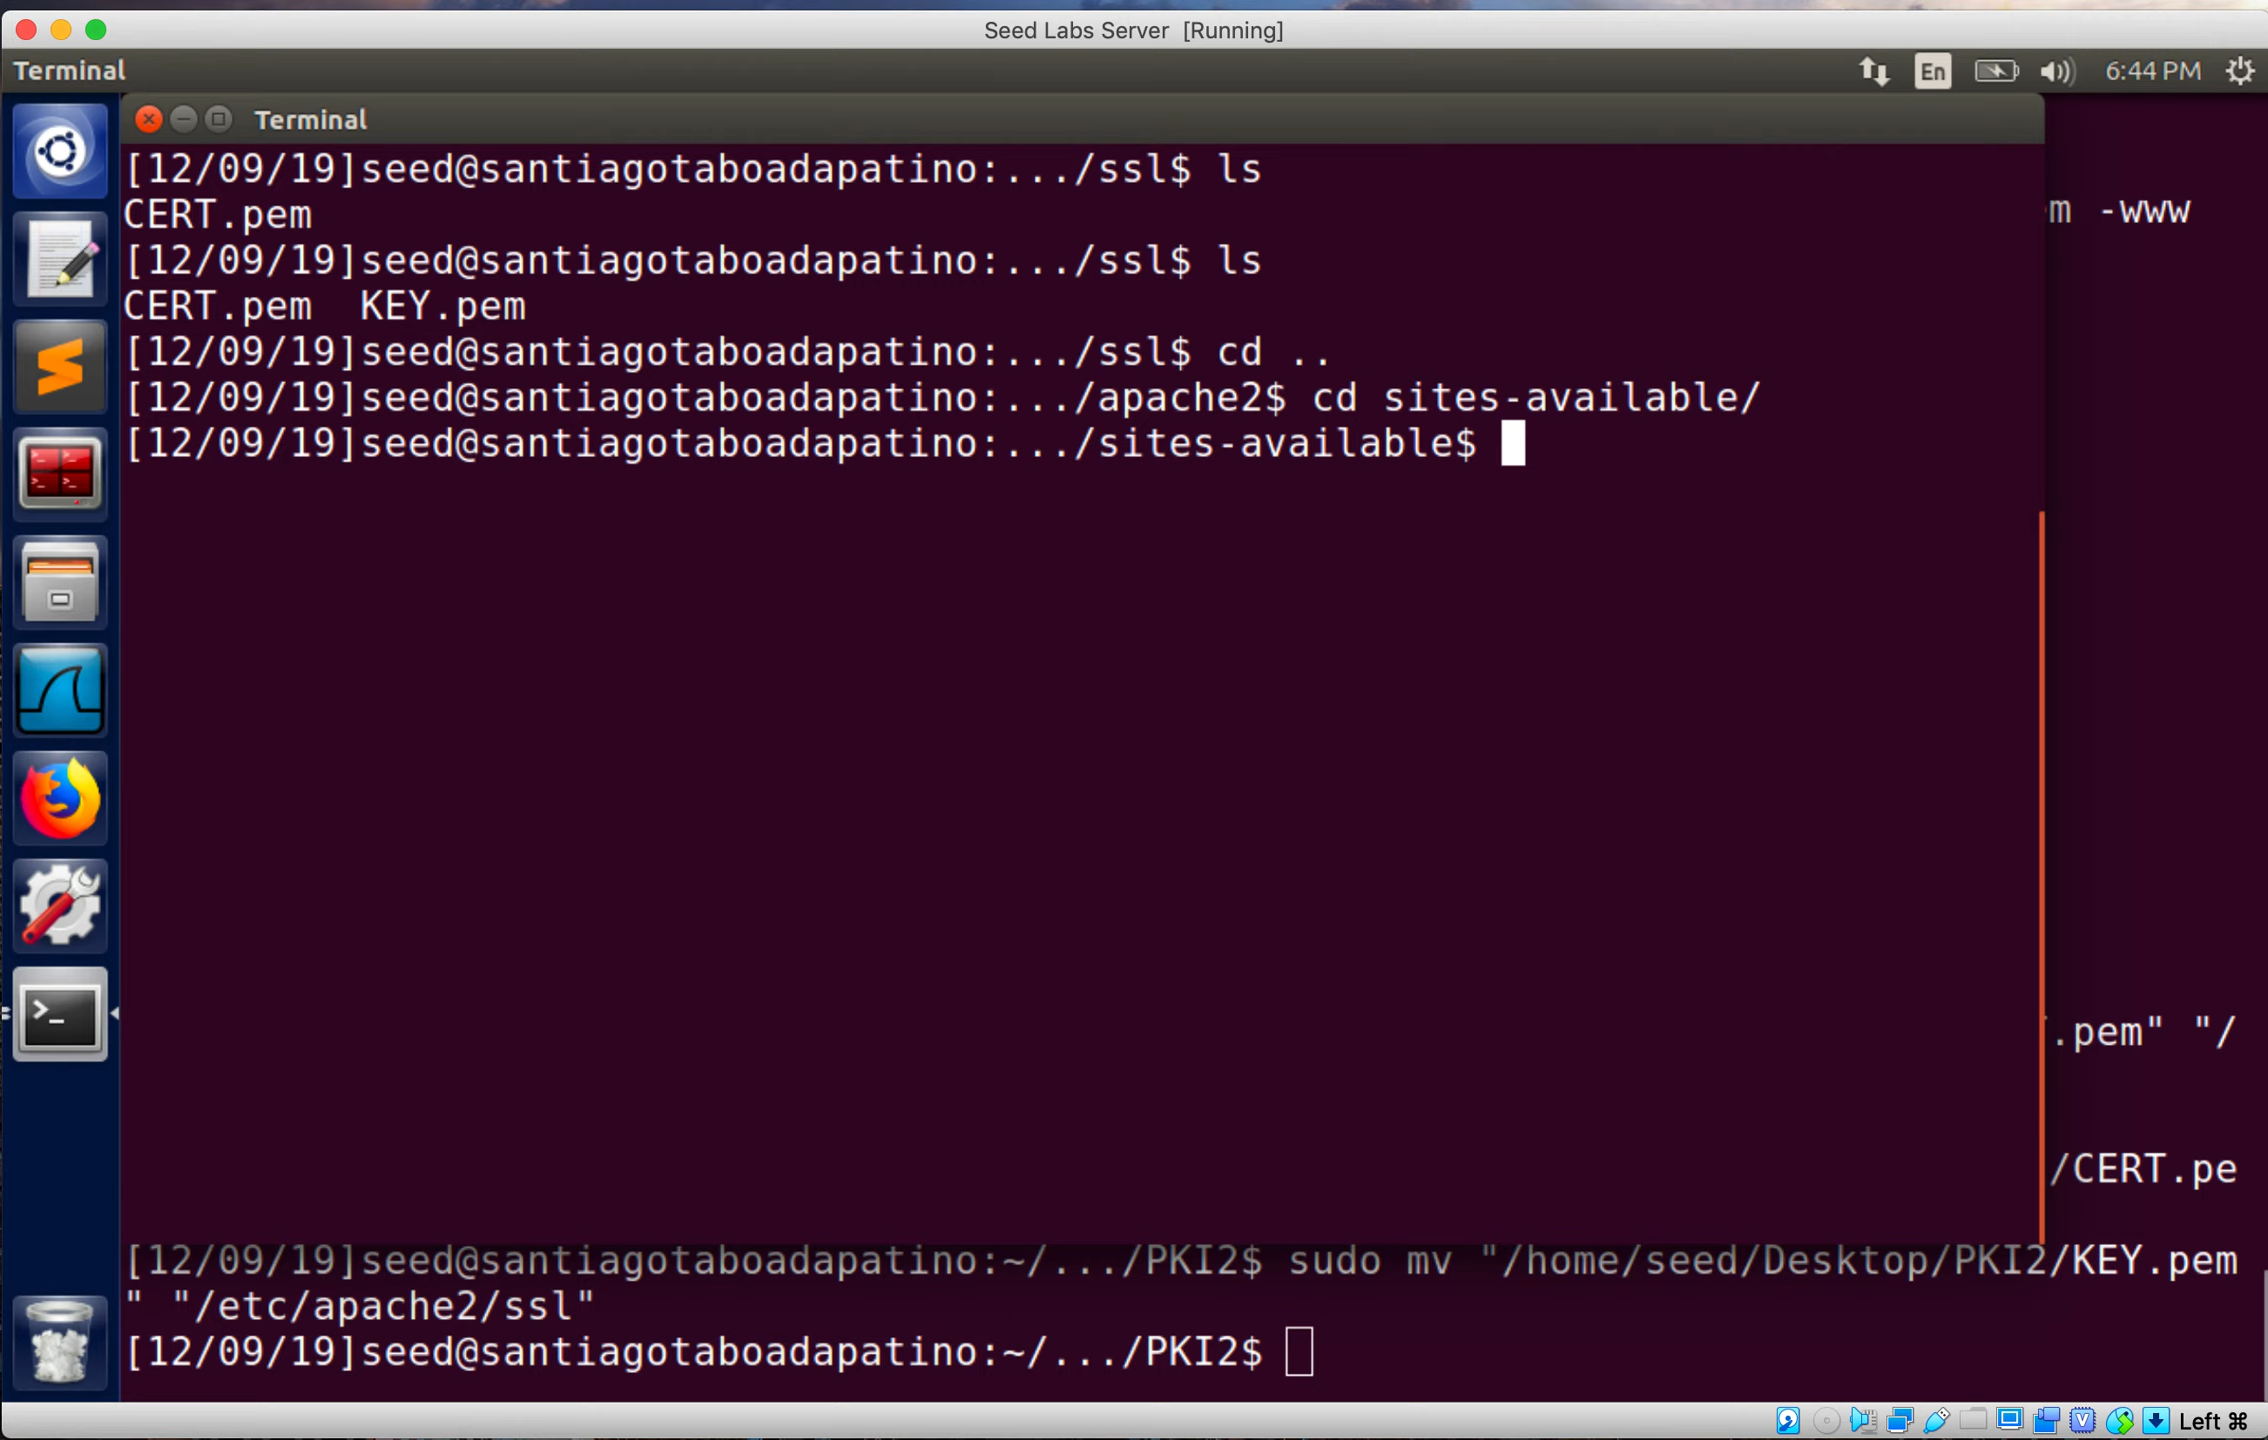 Seed Labs Server [Running]
Terminal
En
6:44 PM
Terminal
[12/09/19]seed@santiagotaboadapatino:.../ssl$ ls
CERT.pem
[12/09/19]seed@santiagotaboadapatino:.../ssl$ ls
CERT.pem  KEY.pem
[12/09/19]seed@santiagotaboadapatino:.../ssl$ cd ..
[12/09/19]seed@santiagotaboadapatino:.../apache2$ cd sites-available/
[12/09/19]seed@santiagotaboadapatino:.../sites-available$
m -www
.pem" "/
/CERT.pe
[12/09/19]seed@santiagotaboadapatino:~/.../PKI2$ sudo mv "/home/seed/Desktop/PKI2/KEY.pem
" "/etc/apache2/ssl"
[12/09/19]seed@santiagotaboadapatino:~/.../PKI2$
Left ⌘